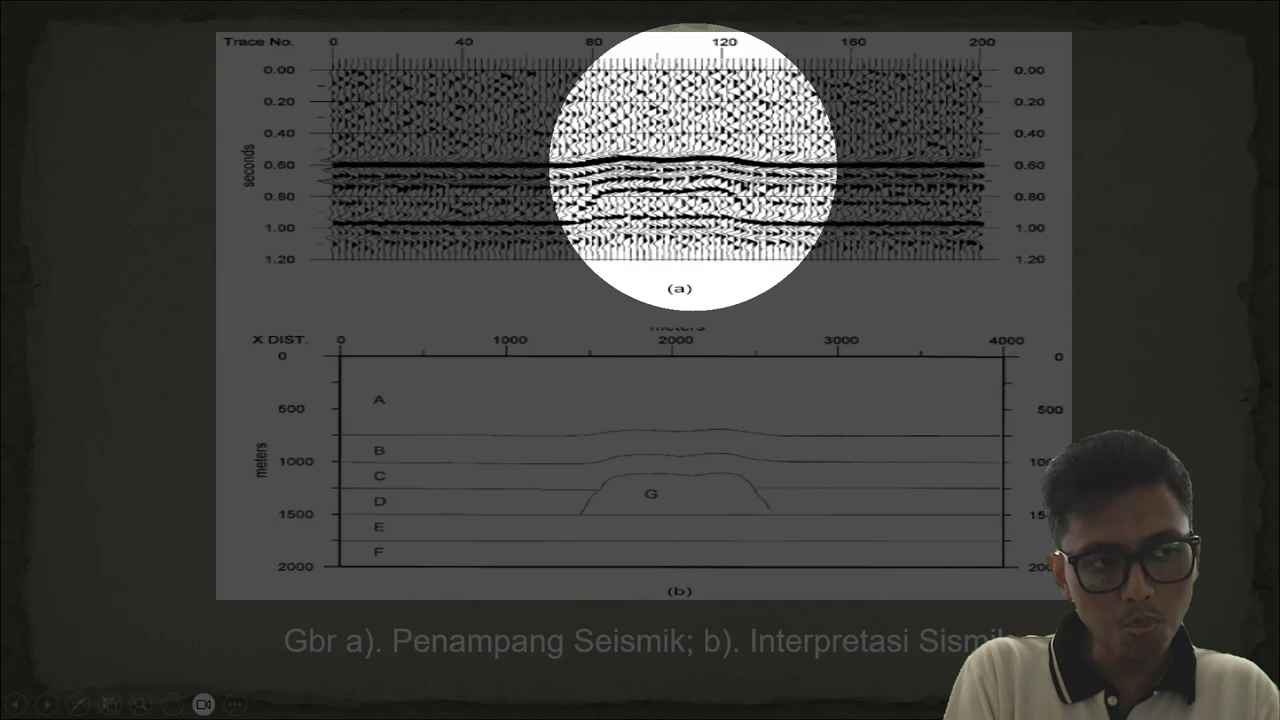 Trace No. 0 40 80 120 160 200
0.00 0.00
0.20 0.20
0.40 0.40
seconds
0.60 0.60
0.80 0.80
1.00 1.00
1.20 1.20
(a)
meters
X DIST. 0 1000 2000 3000 4000
0 0
A
500 500
meters
B
1000
C
G
D
1500
E
F
2000
(b)
Gbr a). Penampang Seismik; b). Interpretasi